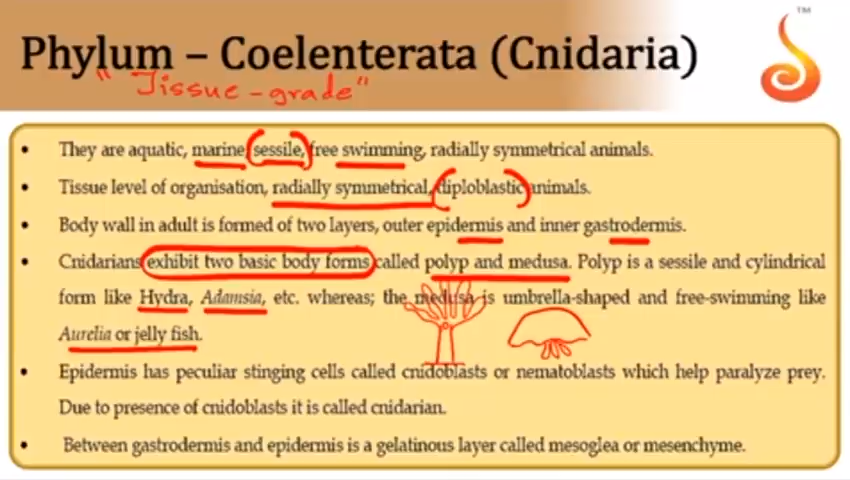 TM
Phylum – Coelenterata (Cnidaria)
"Tissue-grade"
• They are aquatic, marine sessile, free swimming, radially symmetrical animals.
• Tissue level of organisation, radially symmetrical, diploblastic animals.
• Body wall in adult is formed of two layers, outer epidermis and inner gastrodermis.
• Cnidarians exhibit two basic body forms called polyp and medusa. Polyp is a sessile and cylindrical
form like Hydra, Adamsia, etc. whereas; the medusa is umbrella-shaped and free-swimming like
Aurelia or jelly fish.
• Epidermis has peculiar stinging cells called cnidoblasts or nematoblasts which help paralyze prey.
Due to presence of cnidoblasts it is called cnidarian.
• Between gastrodermis and epidermis is a gelatinous layer called mesoglea or mesenchyme.